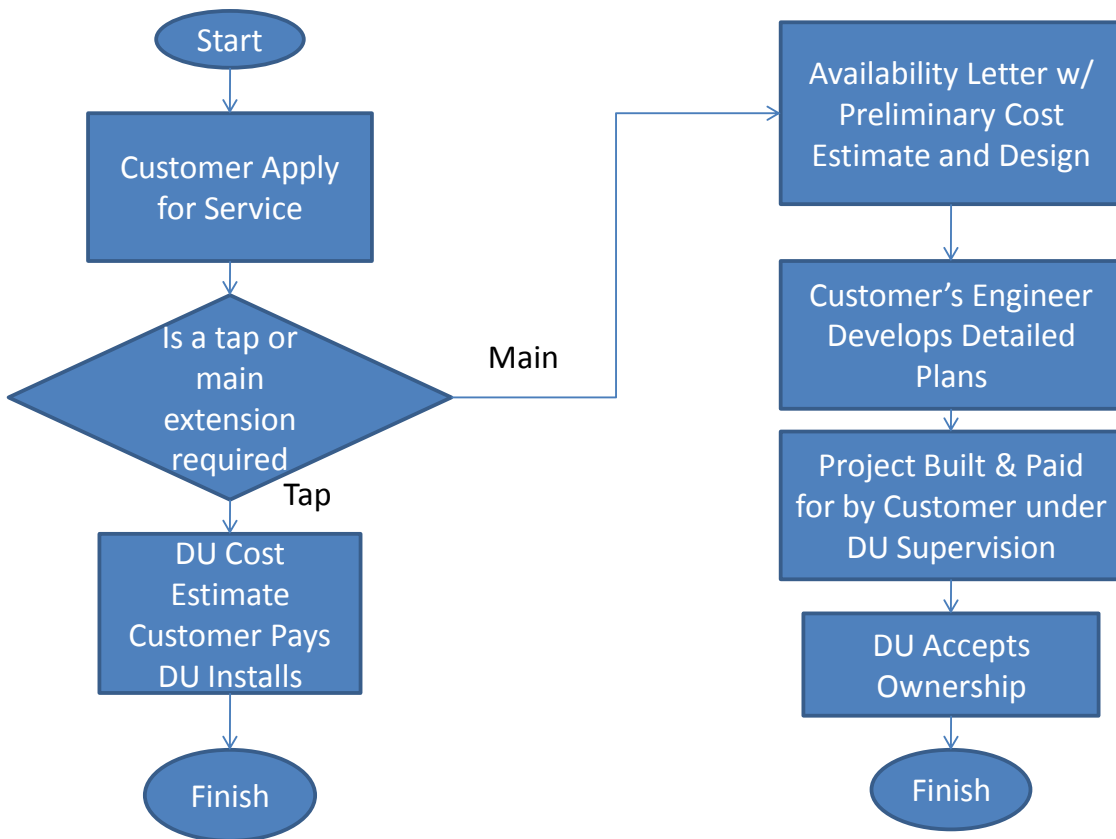 Start
Customer Apply
for Service
Is a tap or
main
extension
required
Main
Tap
DU Cost
Estimate
Customer Pays
DU Installs
Finish
Availability Letter w/
Preliminary Cost
Estimate and Design
Customer’s Engineer
Develops Detailed
Plans
Project Built & Paid
for by Customer under
DU Supervision
DU Accepts
Ownership
Finish